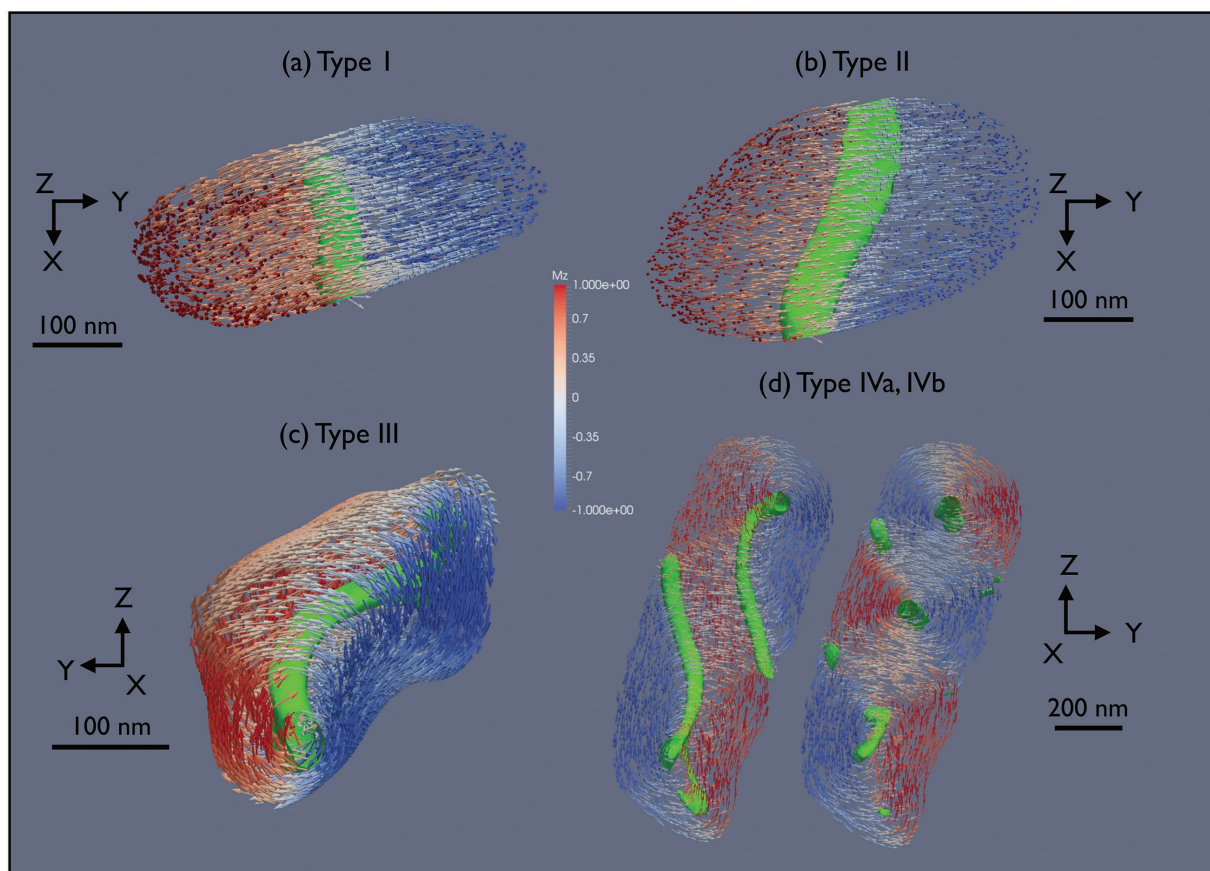 (a) Type I
(b) Type II
Z
Y
X
100 nm
Z
Y
X
100 nm
Mz
1.000e+00
0.7
0.35
0
-0.35
-0.7
-1.000e+00
(c) Type III
(d) Type IVa, IVb
Z
Y
X
100 nm
Z
X
Y
200 nm